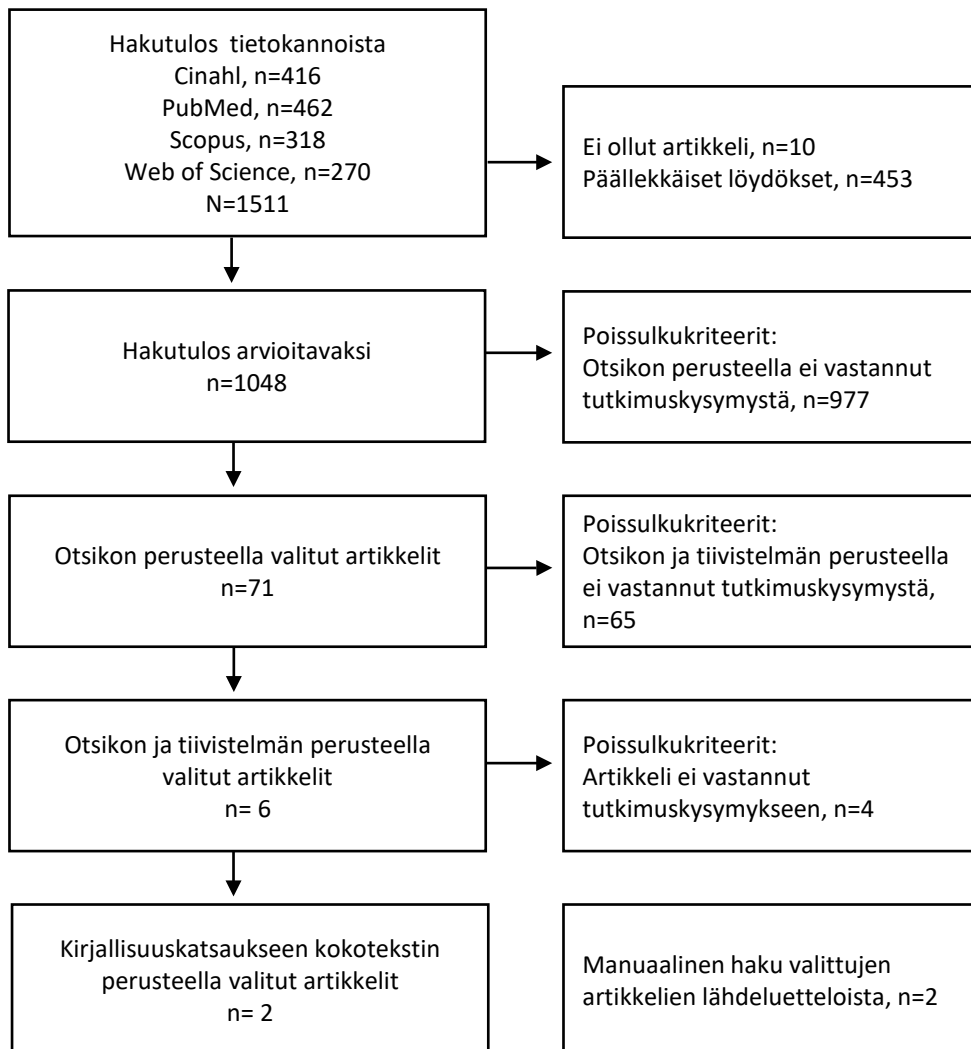 Hakutulos tietokannoista
Cinahl, n=416
PubMed, n=462
Scopus, n=318
Web of Science, n=270
N=1511
Ei ollut artikkeli, n=10
Päällekkäiset löydökset, n=453
Hakutulos arvioitavaksi
n=1048
Poissulkukriteerit:
Otsikon perusteella ei vastannut
tutkimuskysymystä, n=977
Otsikon perusteella valitut artikkelit
n=71
Poissulkukriteerit:
Otsikon ja tiivistelmän perusteella
ei vastannut tutkimuskysymystä,
n=65
Otsikon ja tiivistelmän perusteella
valitut artikkelit
n= 6
Poissulkukriteerit:
Artikkeli ei vastannut
tutkimuskysymykseen, n=4
Kirjallisuuskatsaukseen kokotekstin
perusteella valitut artikkelit
n= 2
Manuaalinen haku valittujen
artikkelien lähdeluetteloista, n=2